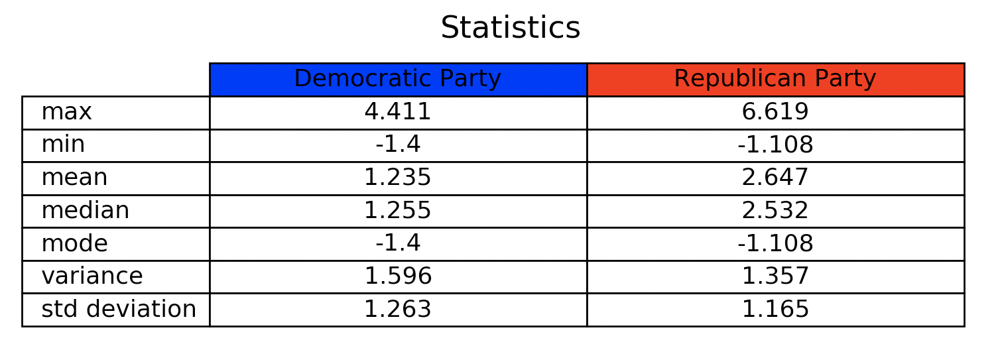 Statistics
Democratic Party Republican Party
max 4.411 6.619
min -1.4 -1.108
mean 1.235 2.647
median 1.255 2.532
mode -1.4 -1.108
variance 1.596 1.357
std deviation 1.263 1.165